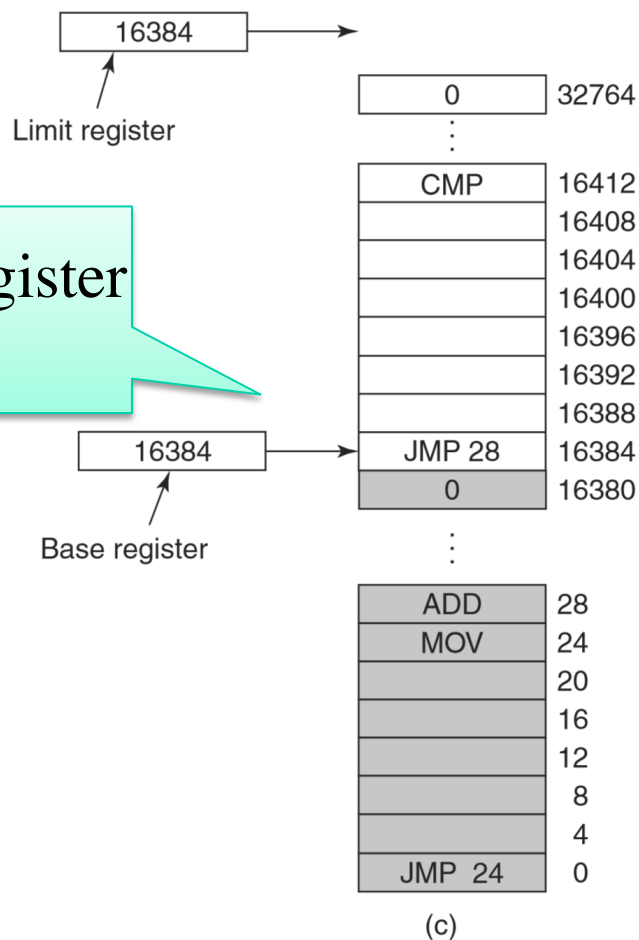 16384
Limit register
0 32764
⋮
CMP 16412
16408
16404
16400
16396
16392
16388
gister
16384
JMP 28 16384
0 16380
Base register
⋮
ADD 28
MOV 24
20
16
12
8
4
JMP 24 0
(c)